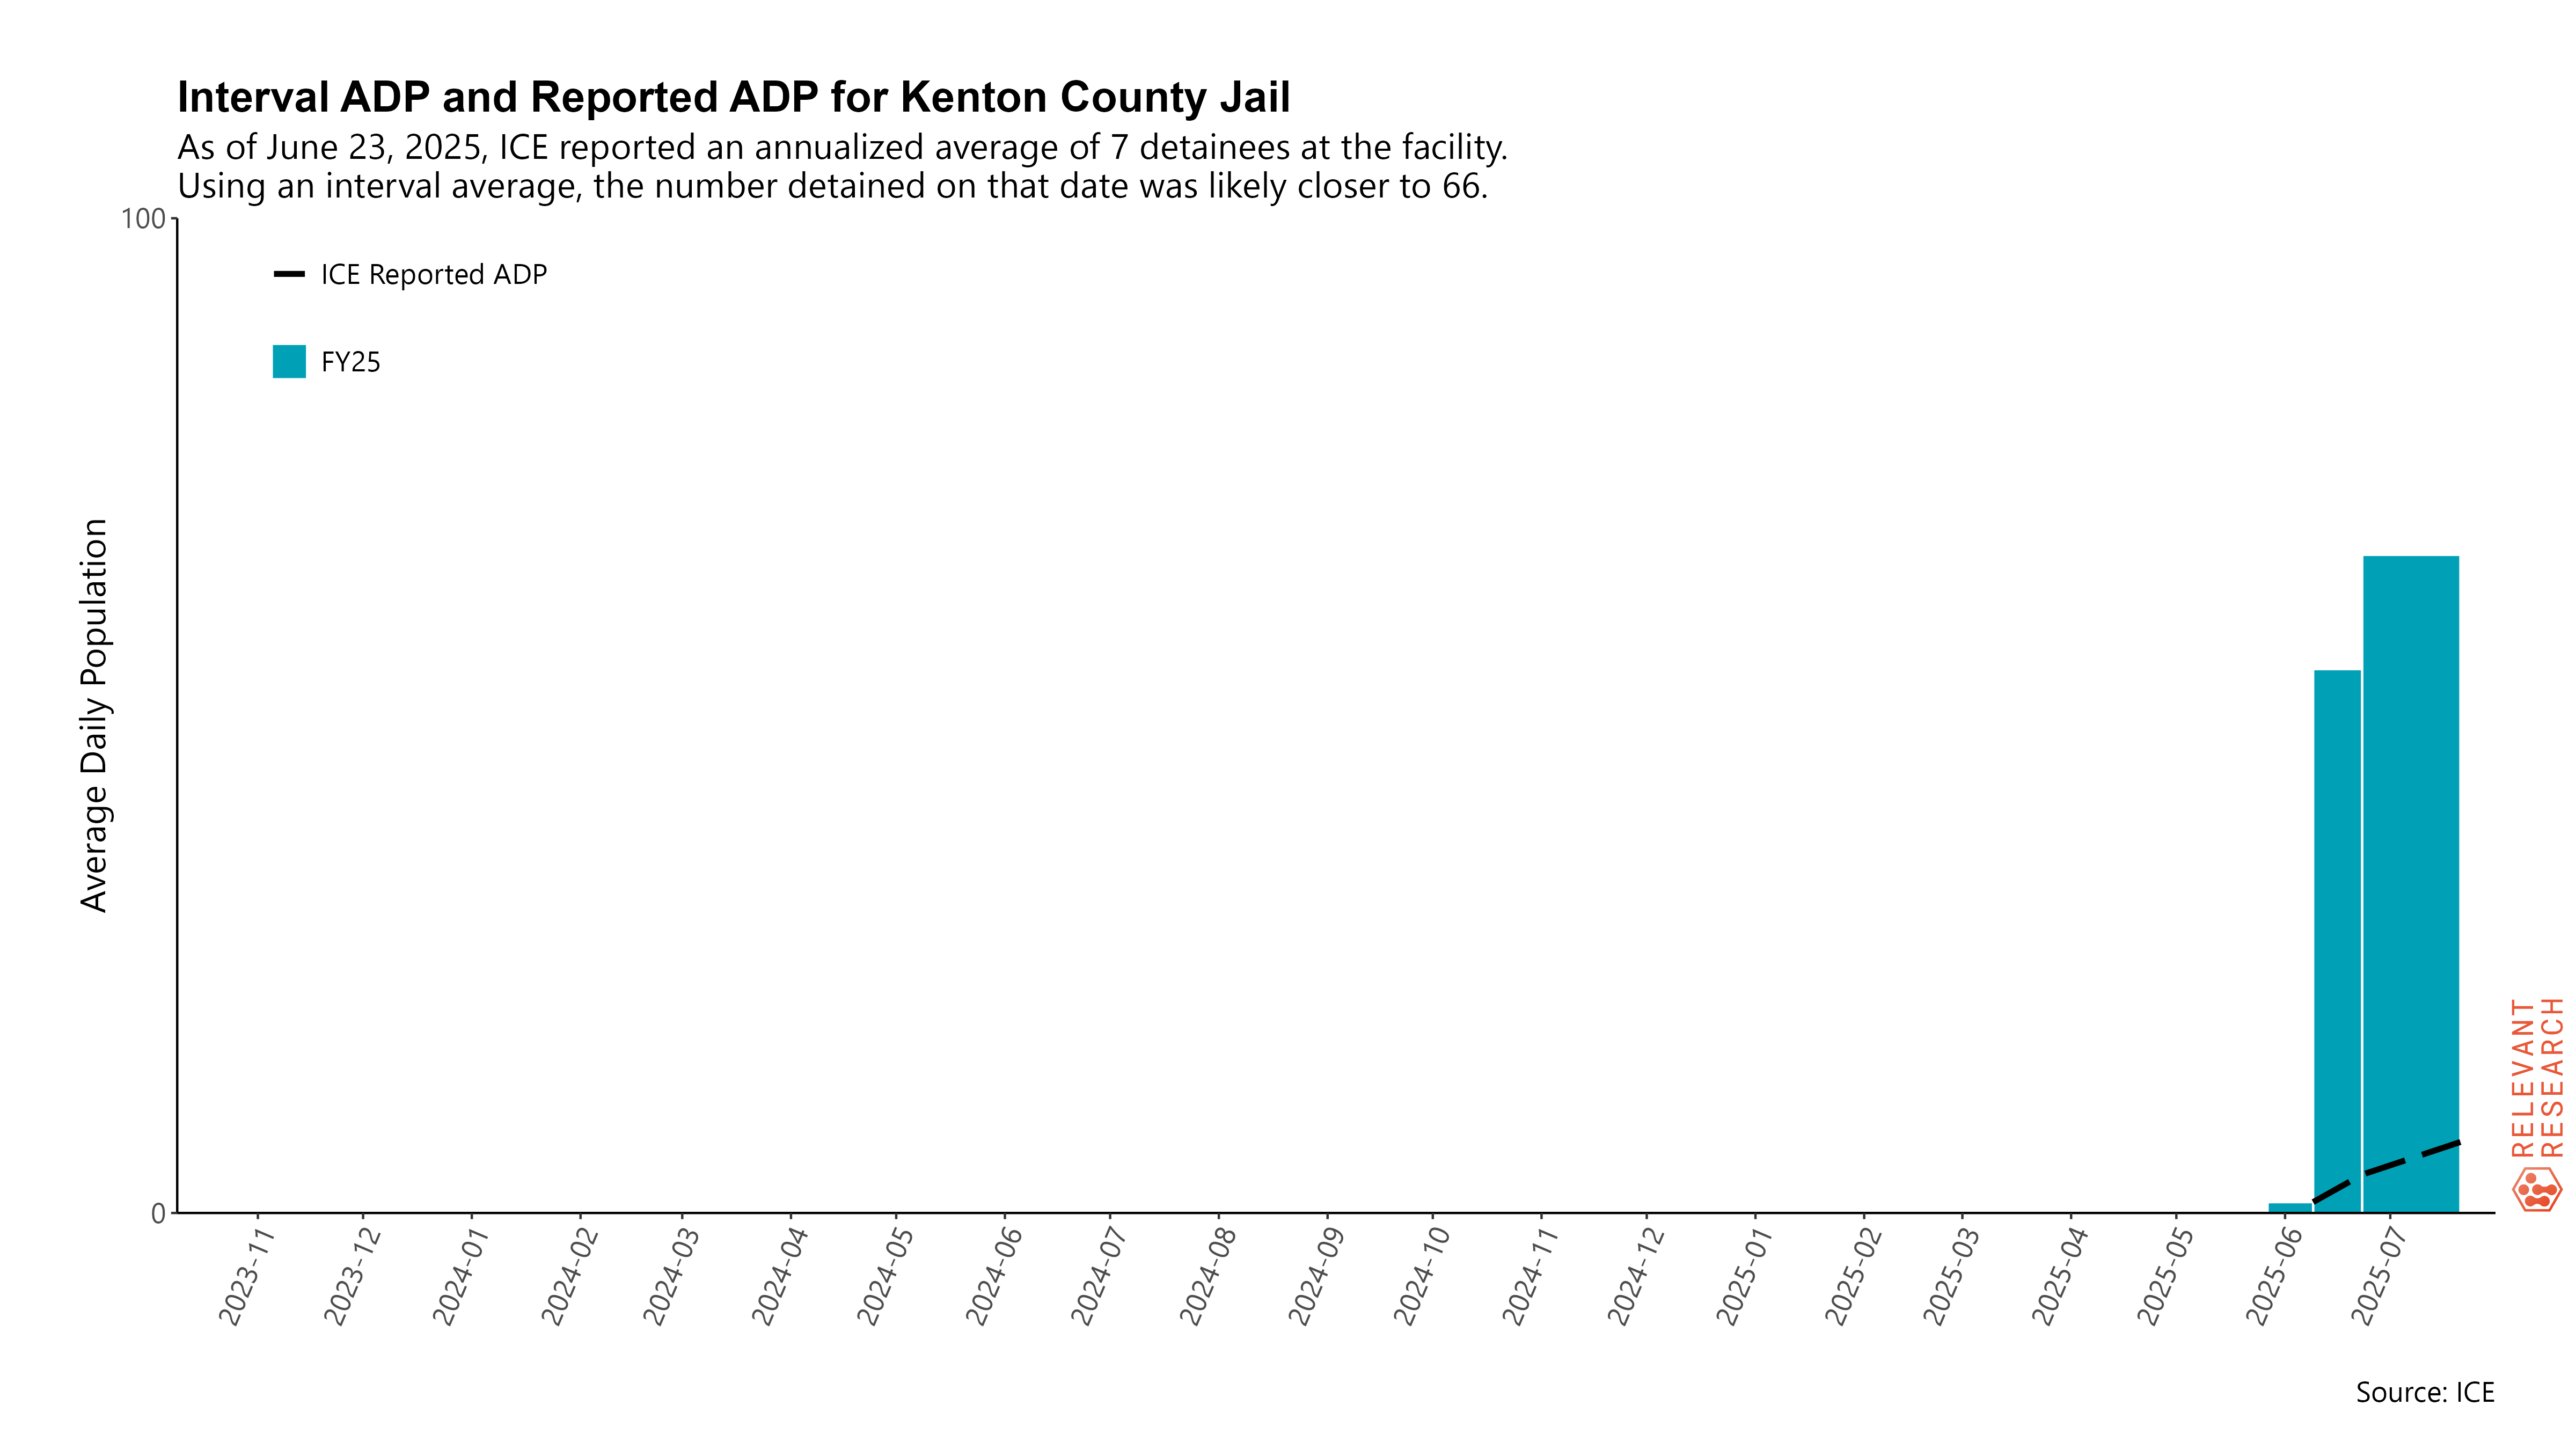 Interval ADP and Reported ADP for Kenton County Jail
As of June 23, 2025, ICE reported an annualized average of 7 detainees at the facility.
Using an interval average, the number detained on that date was likely closer to 66.
100
ICE Reported ADP
FY25
Average Daily Population
0
2023-11
2023-12
2024-01
2024-02
2024-03
2024-04
2024-05
2024-06
2024-07
2024-08
2024-09
2024-10
2024-11
2024-12
2025-01
2025-02
2025-03
2025-04
2025-05
2025-06
2025-07
RELEVANT
RESEARCH
Source: ICE